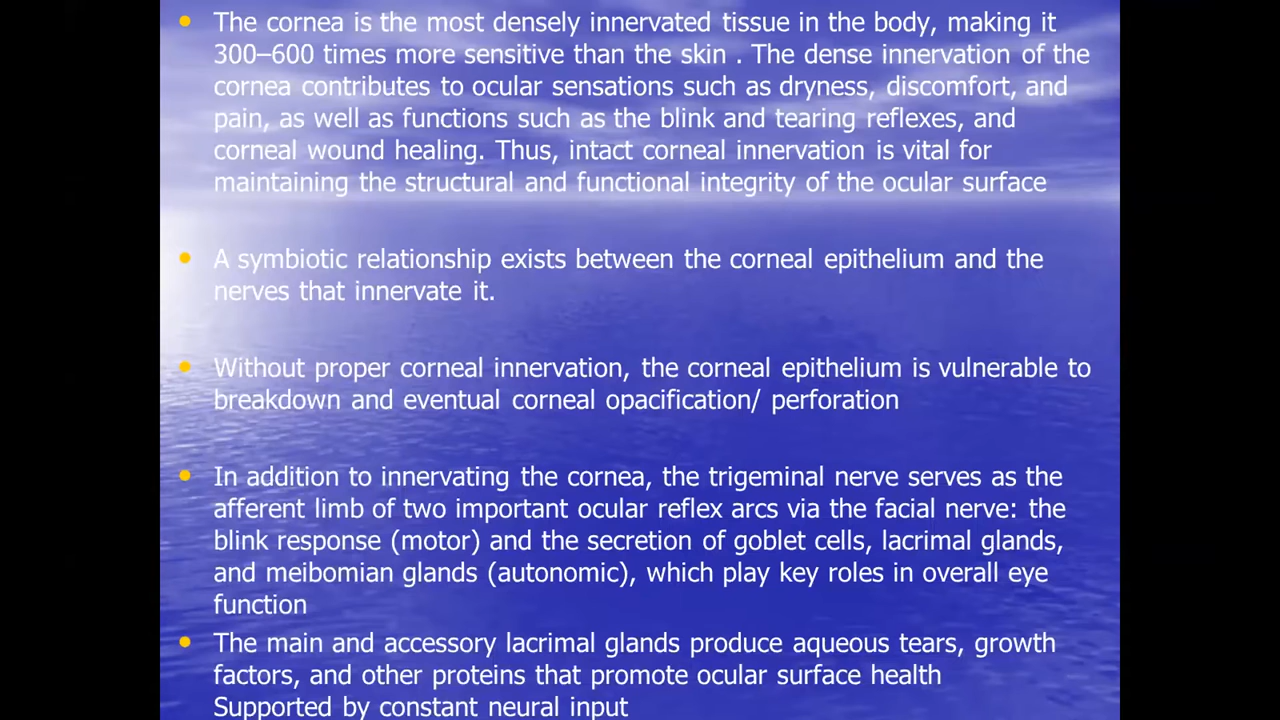 • The cornea is the most densely innervated tissue in the body, making it
300–600 times more sensitive than the skin . The dense innervation of the
cornea contributes to ocular sensations such as dryness, discomfort, and
pain, as well as functions such as the blink and tearing reflexes, and
corneal wound healing. Thus, intact corneal innervation is vital for
maintaining the structural and functional integrity of the ocular surface
• A symbiotic relationship exists between the corneal epithelium and the
nerves that innervate it.
• Without proper corneal innervation, the corneal epithelium is vulnerable to
breakdown and eventual corneal opacification/ perforation
• In addition to innervating the cornea, the trigeminal nerve serves as the
afferent limb of two important ocular reflex arcs via the facial nerve: the
blink response (motor) and the secretion of goblet cells, lacrimal glands,
and meibomian glands (autonomic), which play key roles in overall eye
function
• The main and accessory lacrimal glands produce aqueous tears, growth
factors, and other proteins that promote ocular surface health
Supported by constant neural input